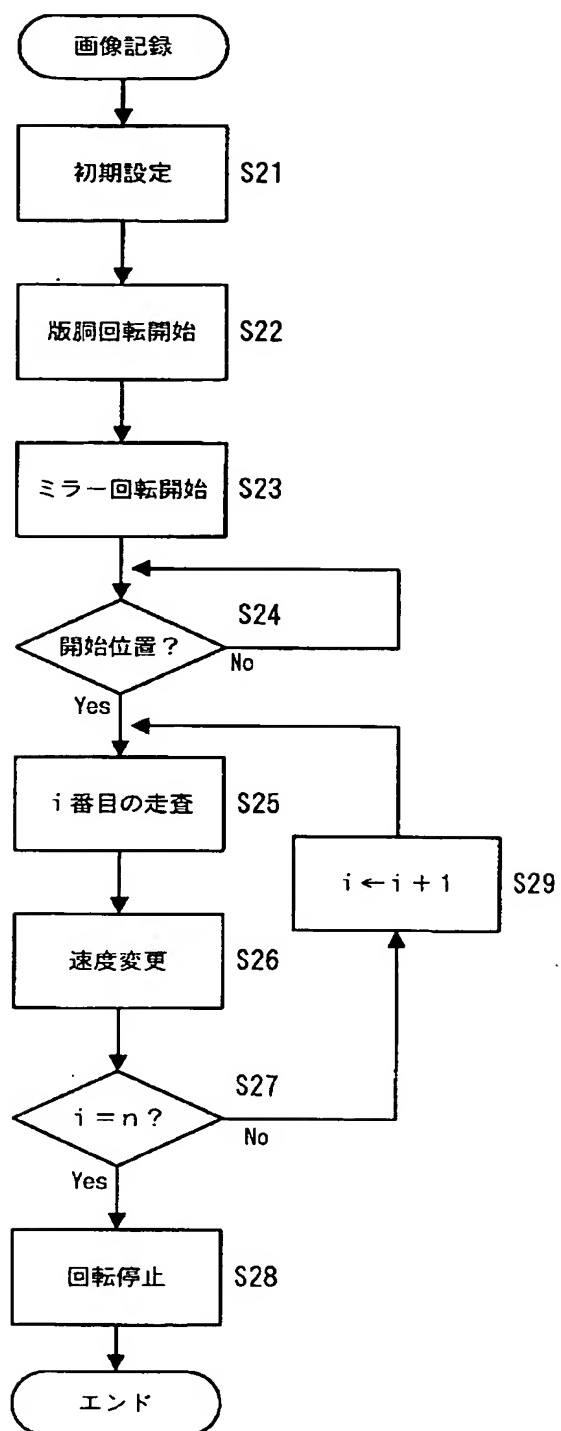 画像記録
初期設定 S21
版胴回転開始 S22
ミラー回転開始 S23
S24
開始位置？
No
Yes
i番目の走査 S25
i←i+1 S29
速度変更 S26
S27
i=n？
No
Yes
回転停止 S28
エンド